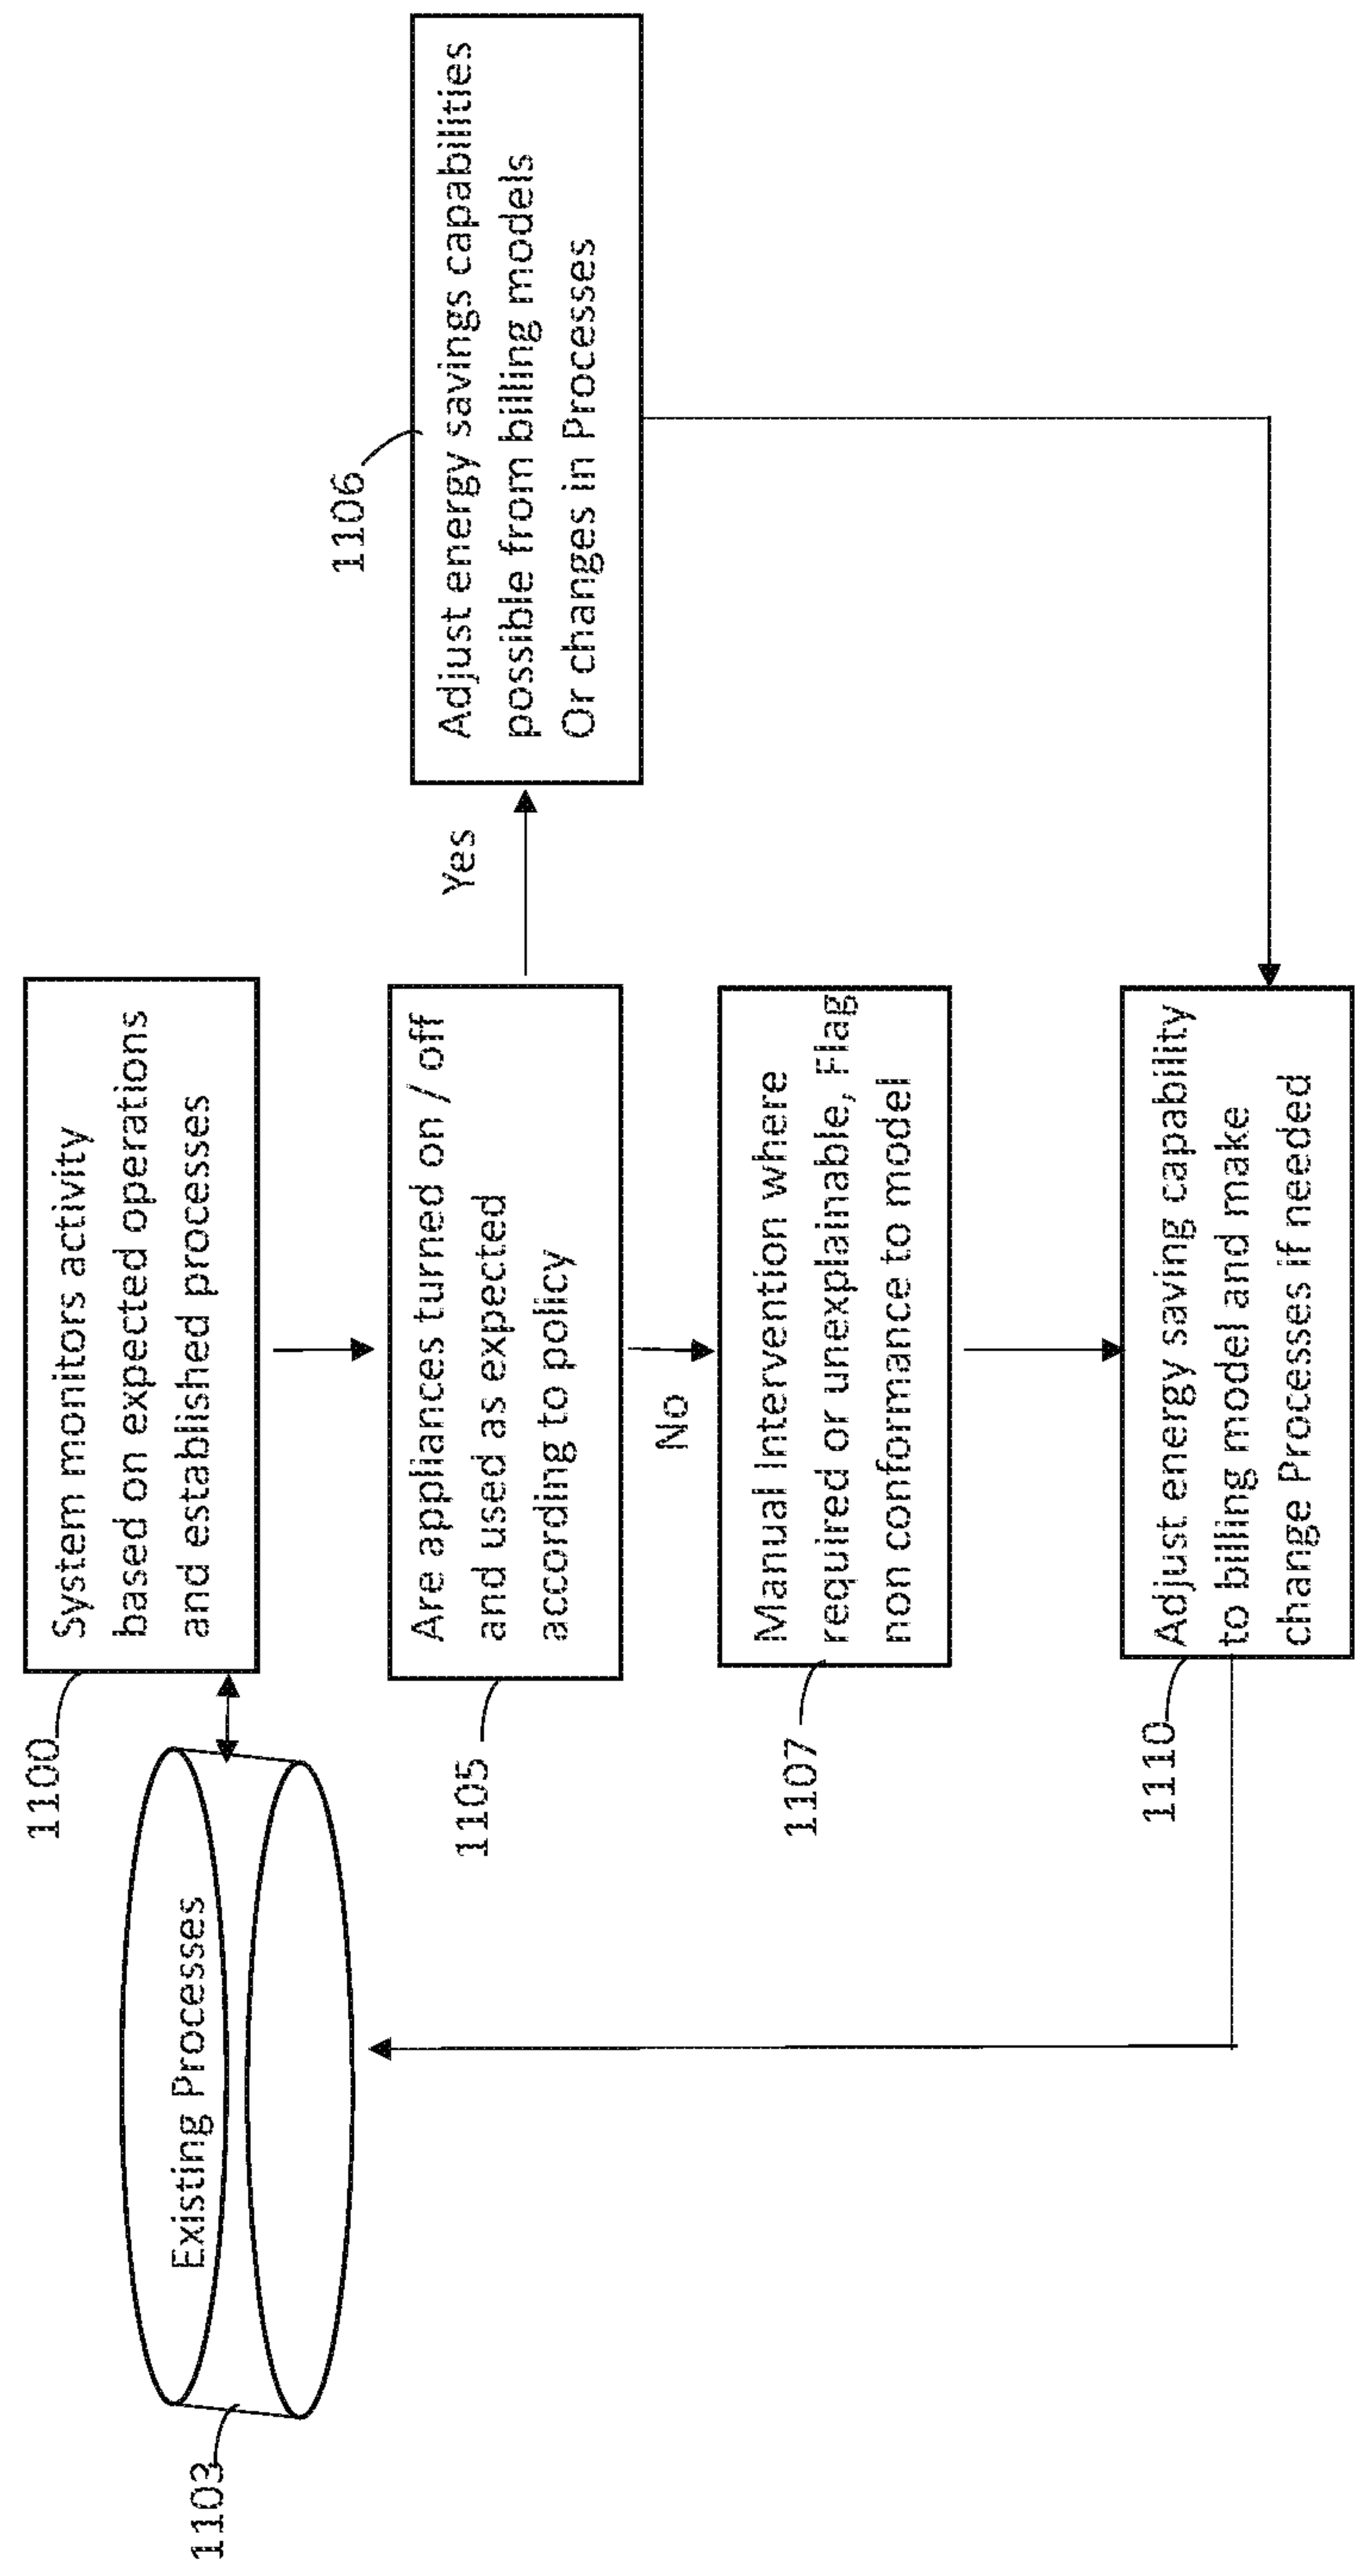 1100
System monitors activity
based on expected operations
and established processes
1103
Existing Processes
1105
Are appliances turned on / off
and used as expected
according to policy
Yes
1106
Adjust energy savings capabilities
possible from billing models
Or changes in Processes
No
1107
Manual Intervention where
required or unexplainable, Flag
non conformance to model
1110
Adjust energy saving capability
to billing model and make
change Processes if needed